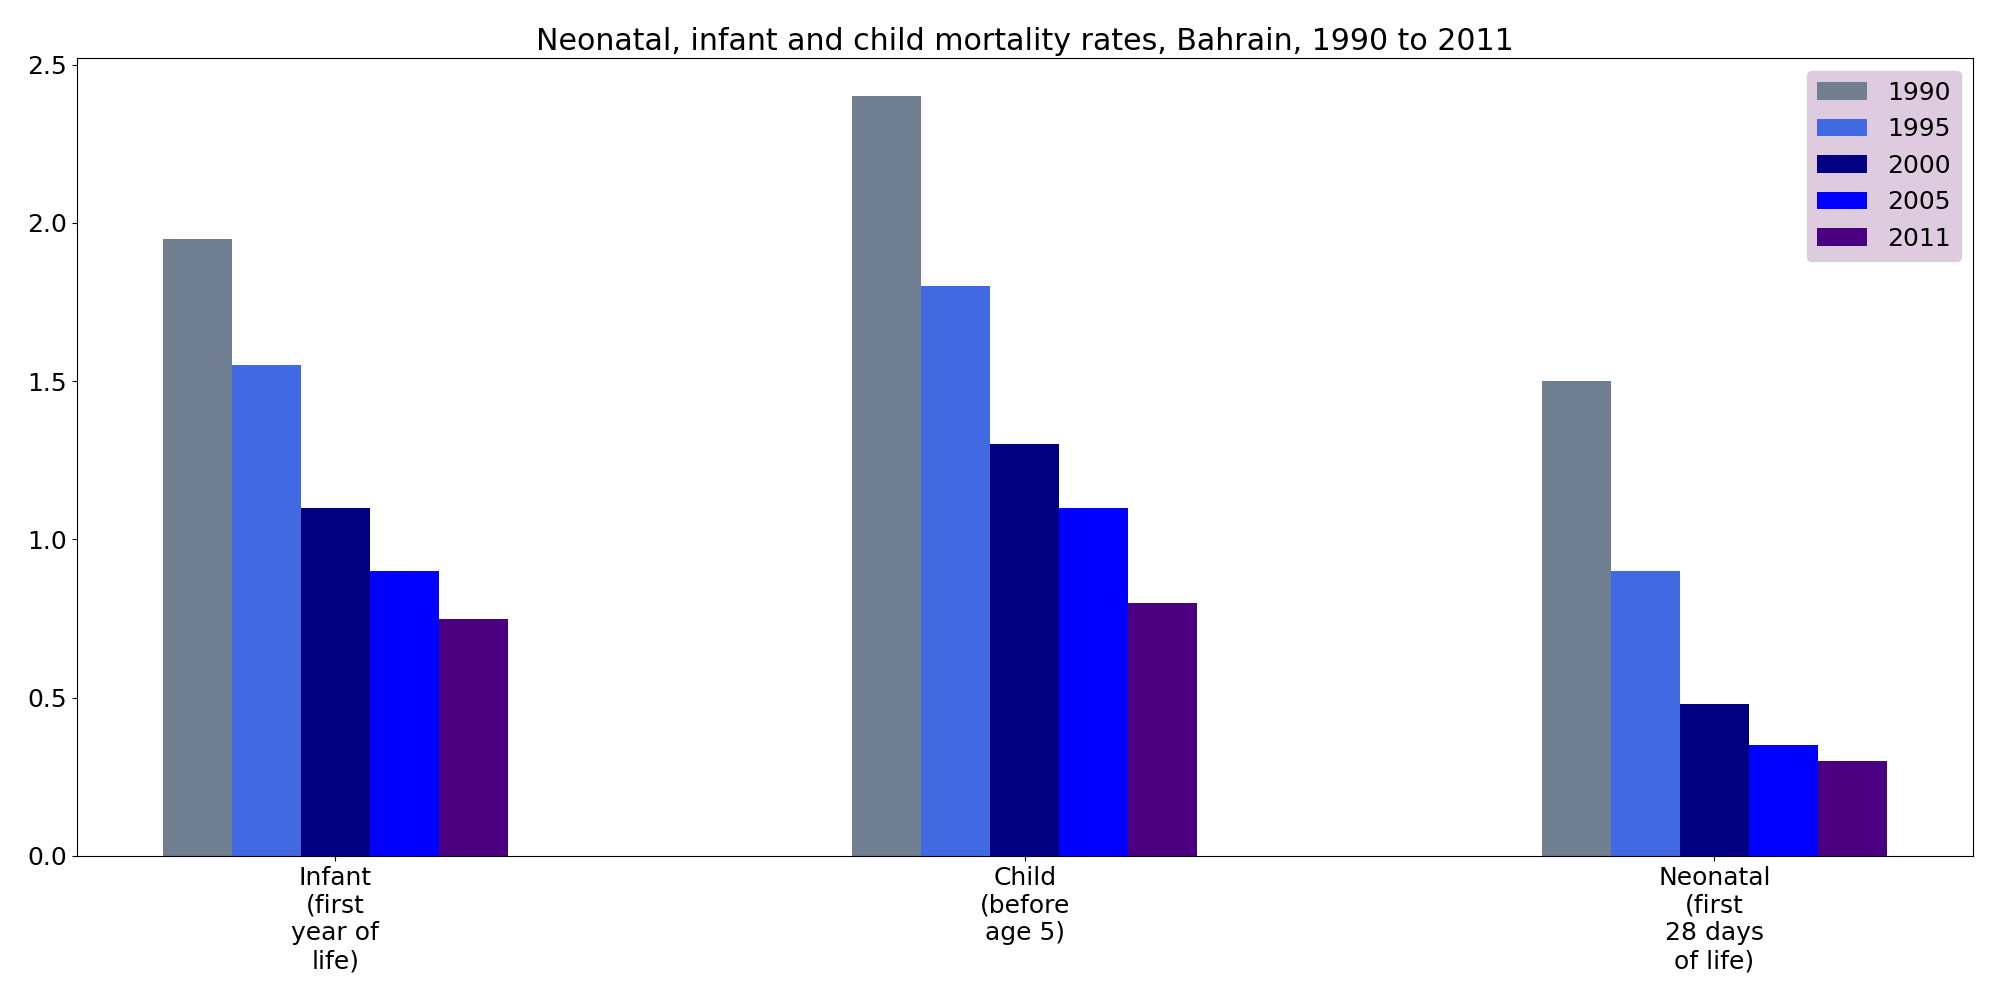 Neonatal, infant and child mortality rates, Bahrain, 1990 to 2011
2.5
2.0
1.5
1.0
0.5
0.0
1990
1995
2000
2005
2011
Infant
(first
year of
life)
Child
(before
age 5)
Neonatal
(first
28 days
of life)